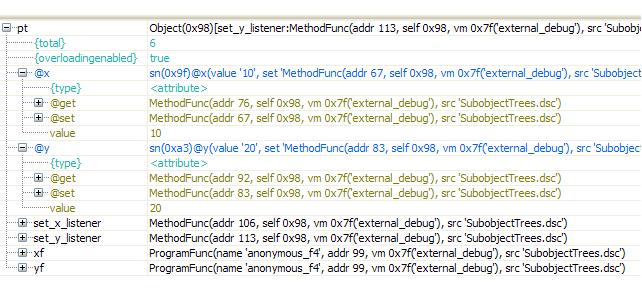 pt Object(0x98)[set_y_listener:MethodFunc(addr 113, self 0x98, vm 0x7f('external_debug'), src 'Subobje
{total} 6
{overloadingenabled} true
@x sn(0x9f)@x(value '10', set 'MethodFunc(addr 67, self 0x98, vm 0x7f('external_debug'), src 'Subobject
{type} <attribute>
@get MethodFunc(addr 76, self 0x98, vm 0x7f('external_debug'), src 'SubobjectTrees.dsc')
@set MethodFunc(addr 67, self 0x98, vm 0x7f('external_debug'), src 'SubobjectTrees.dsc')
value 10
@y sn(0xa3)@y(value '20', set 'MethodFunc(addr 83, self 0x98, vm 0x7f('external_debug'), src 'Subobject
{type} <attribute>
@get MethodFunc(addr 92, self 0x98, vm 0x7f('external_debug'), src 'SubobjectTrees.dsc')
@set MethodFunc(addr 83, self 0x98, vm 0x7f('external_debug'), src 'SubobjectTrees.dsc')
value 20
set_x_listener MethodFunc(addr 106, self 0x98, vm 0x7f('external_debug'), src 'SubobjectTrees.dsc')
set_y_listener MethodFunc(addr 113, self 0x98, vm 0x7f('external_debug'), src 'SubobjectTrees.dsc')
xf ProgramFunc(name 'anonymous_f4', addr 99, vm 0x7f('external_debug'), src 'SubobjectTrees.dsc')
yf ProgramFunc(name 'anonymous_f4', addr 99, vm 0x7f('external_debug'), src 'SubobjectTrees.dsc')